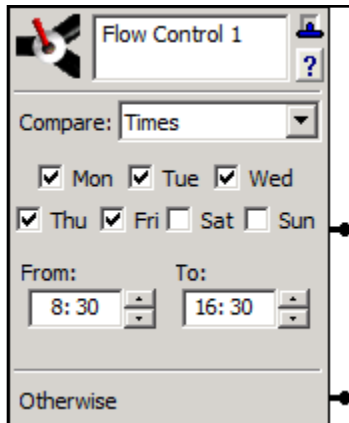 Flow Control 1
?
Compare: Times
Mon Tue Wed
Thu Fri Sat Sun
From: To:
8:30 16:30
Otherwise